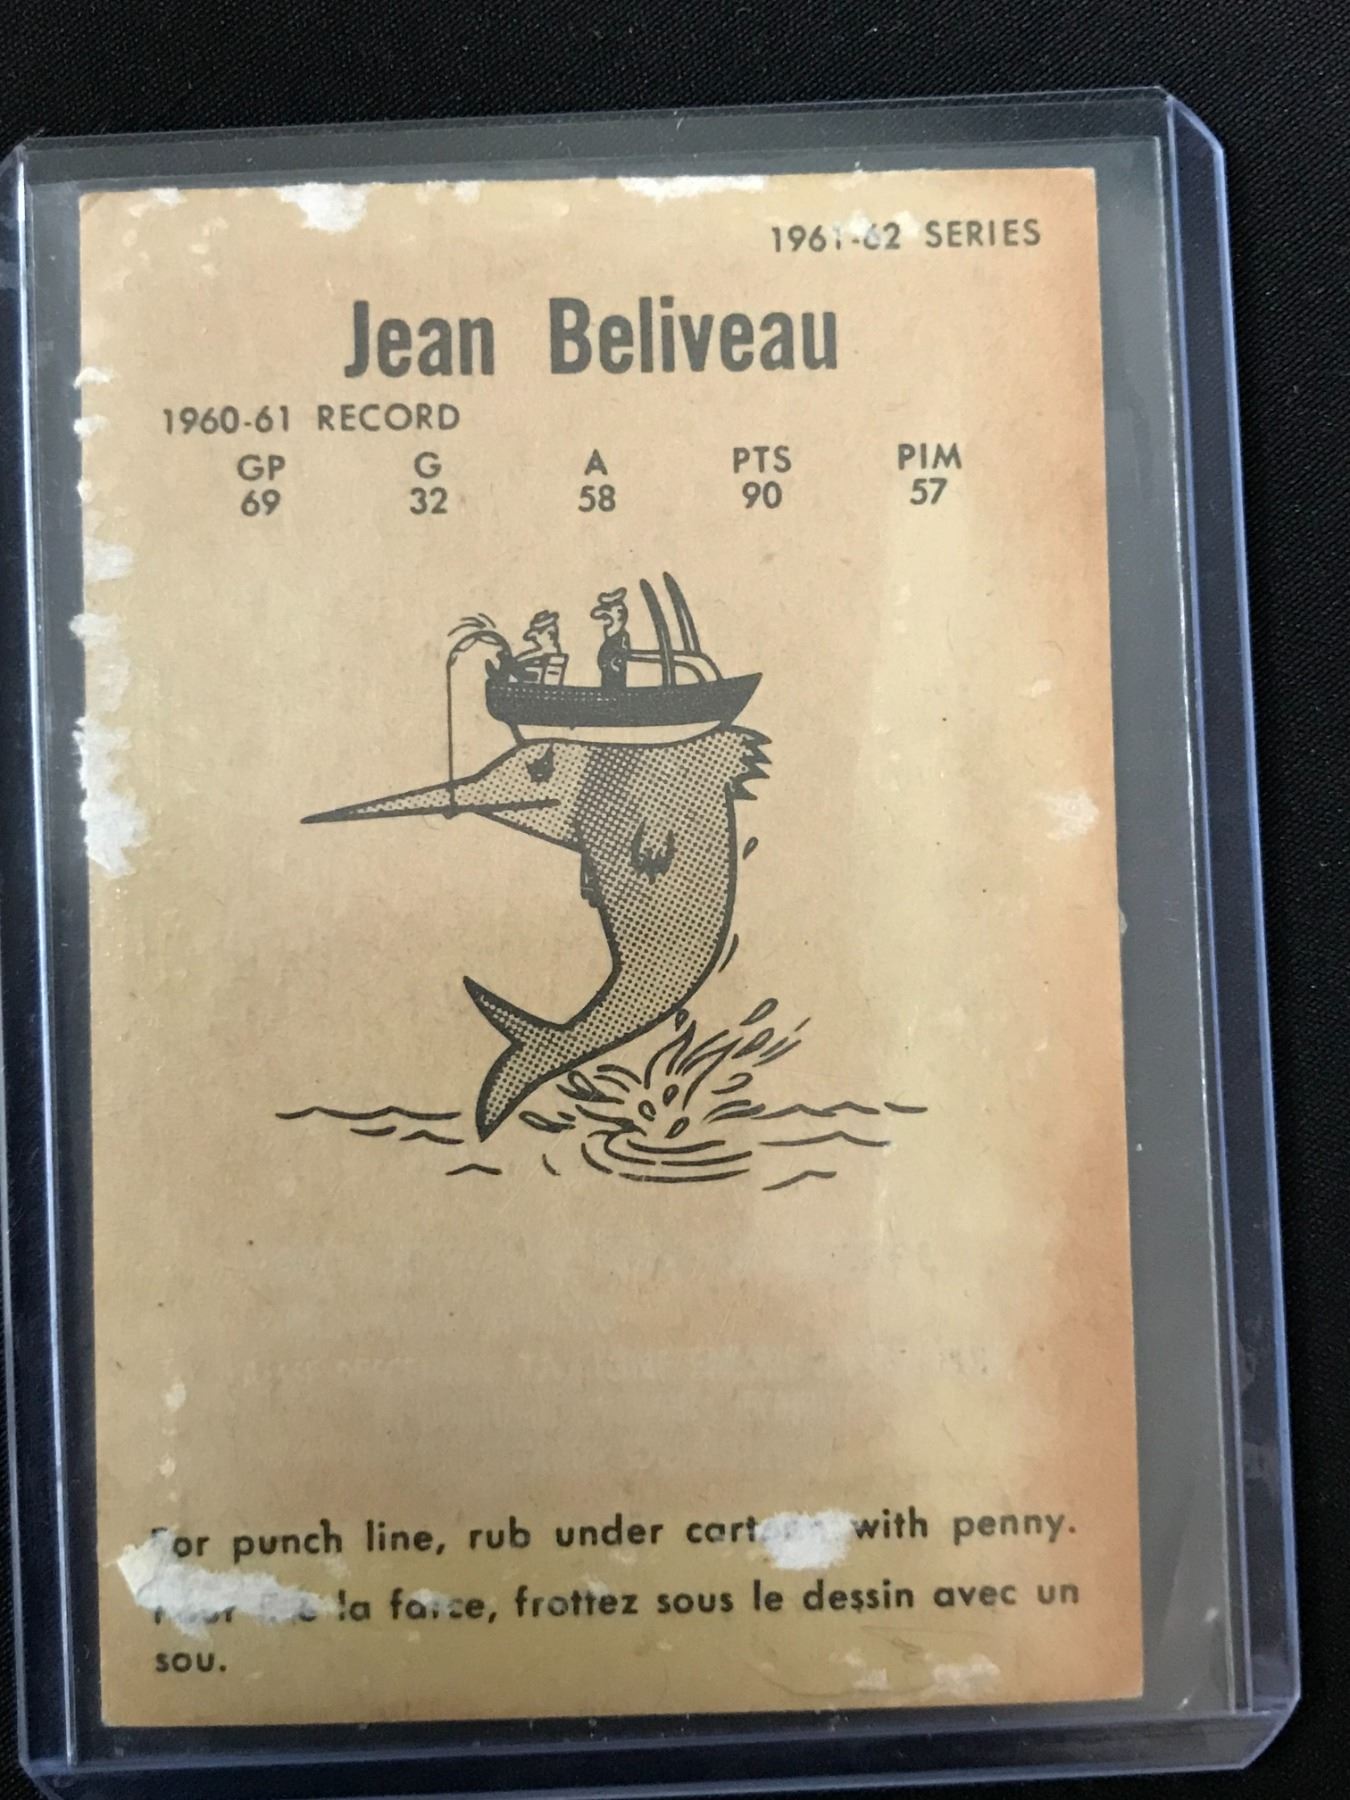 1961-62 SERIES
Jean Beliveau
1960-61 RECORD
GP G A PTS PIM
69 32 58 90 57
For punch line, rub under cartoon with penny.
la farce, frottez sous le dessin avec un
sou.